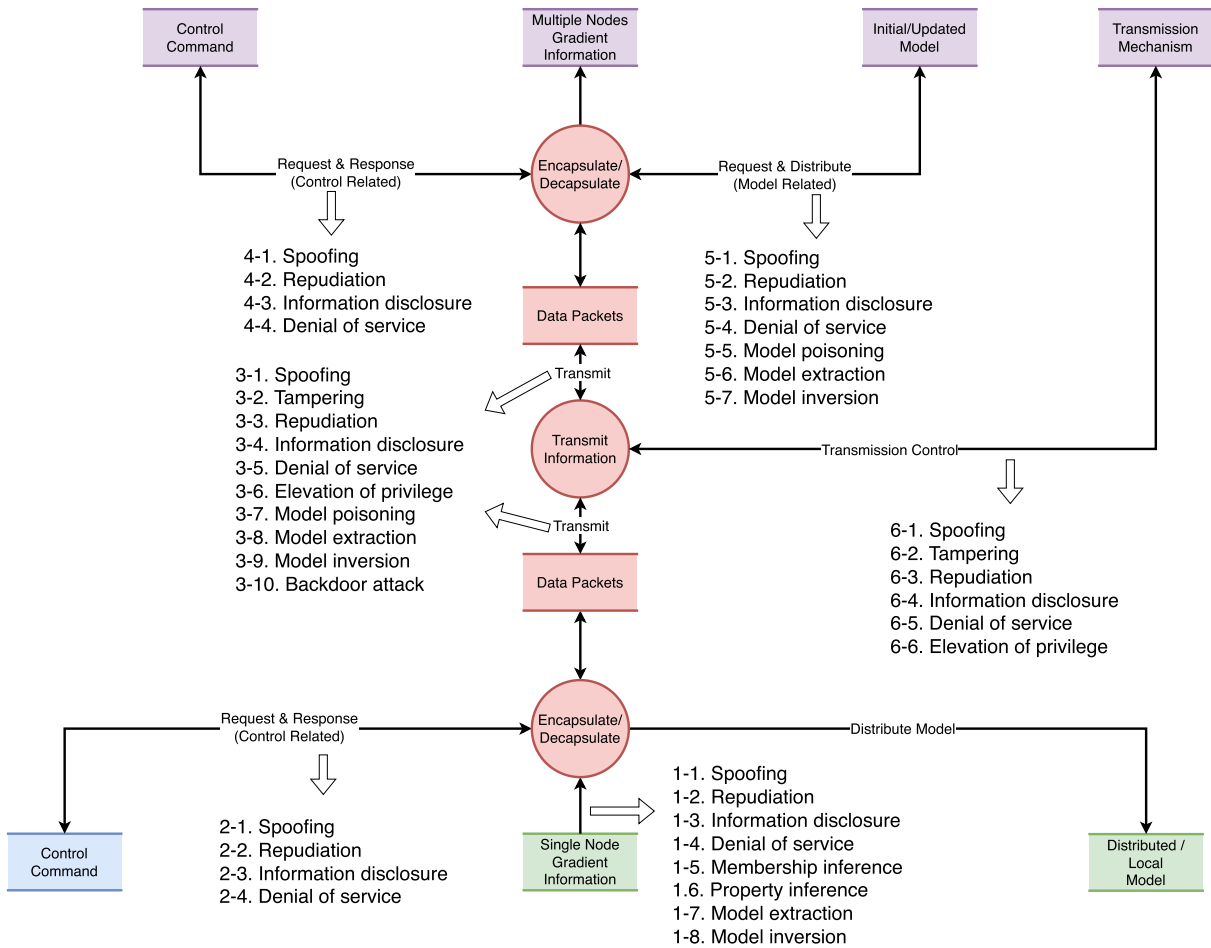 Control
Command
Multiple Nodes
Gradient
Information
Initial/Updated
Model
Transmission
Mechanism
Request & Response
(Control Related)
Encapsulate/
Decapsulate
Request & Distribute
(Model Related)
4-1. Spoofing
4-2. Repudiation
4-3. Information disclosure
4-4. Denial of service
5-1. Spoofing
5-2. Repudiation
5-3. Information disclosure
5-4. Denial of service
5-5. Model poisoning
5-6. Model extraction
5-7. Model inversion
Data Packets
Transmit
3-1. Spoofing
3-2. Tampering
3-3. Repudiation
3-4. Information disclosure
3-5. Denial of service
3-6. Elevation of privilege
3-7. Model poisoning
3-8. Model extraction
3-9. Model inversion
3-10. Backdoor attack
Transmit
Information
Transmission Control
Transmit
6-1. Spoofing
6-2. Tampering
6-3. Repudiation
6-4. Information disclosure
6-5. Denial of service
6-6. Elevation of privilege
Data Packets
Request & Response
(Control Related)
Encapsulate/
Decapsulate
Distribute Model
2-1. Spoofing
2-2. Repudiation
2-3. Information disclosure
2-4. Denial of service
1-1. Spoofing
1-2. Repudiation
1-3. Information disclosure
1-4. Denial of service
1-5. Membership inference
1.6. Property inference
1-7. Model extraction
1-8. Model inversion
Control
Command
Single Node
Gradient
Information
Distributed /
Local
Model